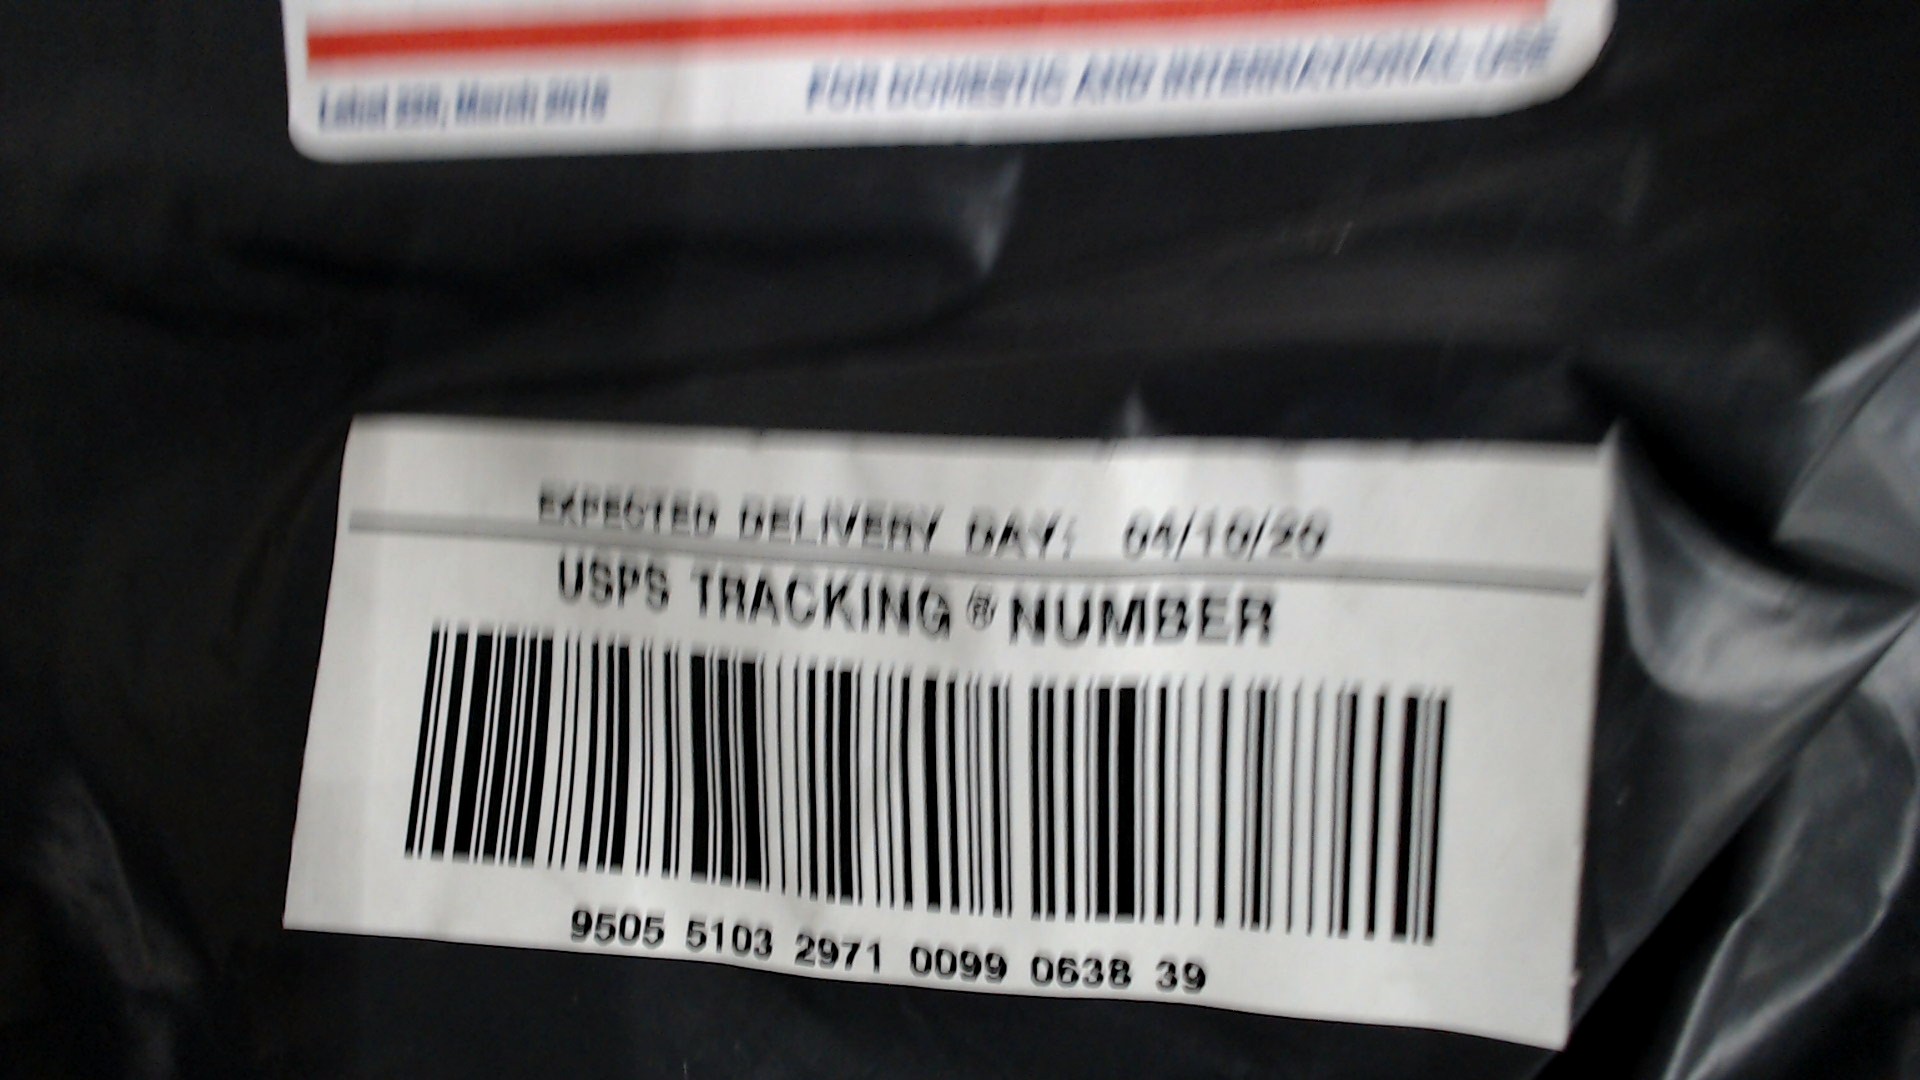 FOR DOMESTIC AND INTERNATIONAL USE
EXPECTED DELIVERY DAY: 04/10/20
USPS TRACKING ® NUMBER
9505 5103 2971 0099 0638 39